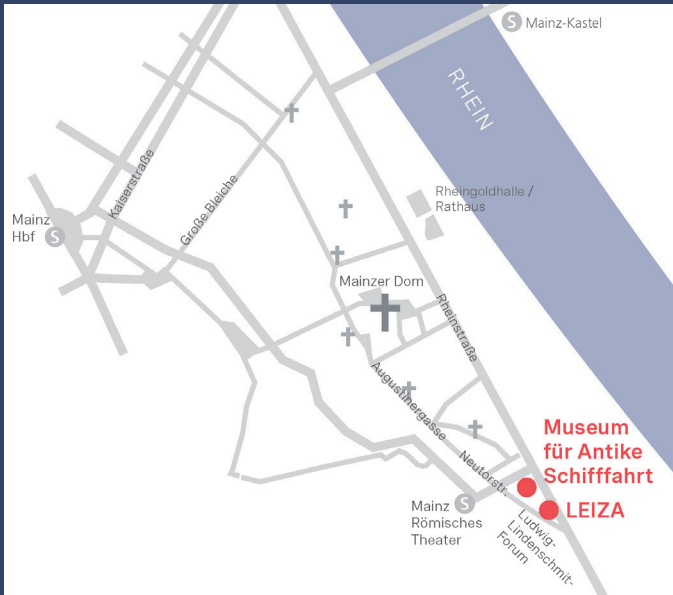 S Mainz-Kastel
RHEIN
Kaiserstraße
Große Bleiche
Rheingoldhalle /
Rathaus
Mainz
Hbf S
Mainzer Dom
Rheinstraße
Augustinergasse
Museum
für Antike
Schifffahrt
Neutorstr.
LEIZA
Mainz S
Römisches
Theater
Ludwig-
Lindenschmit-
Forum